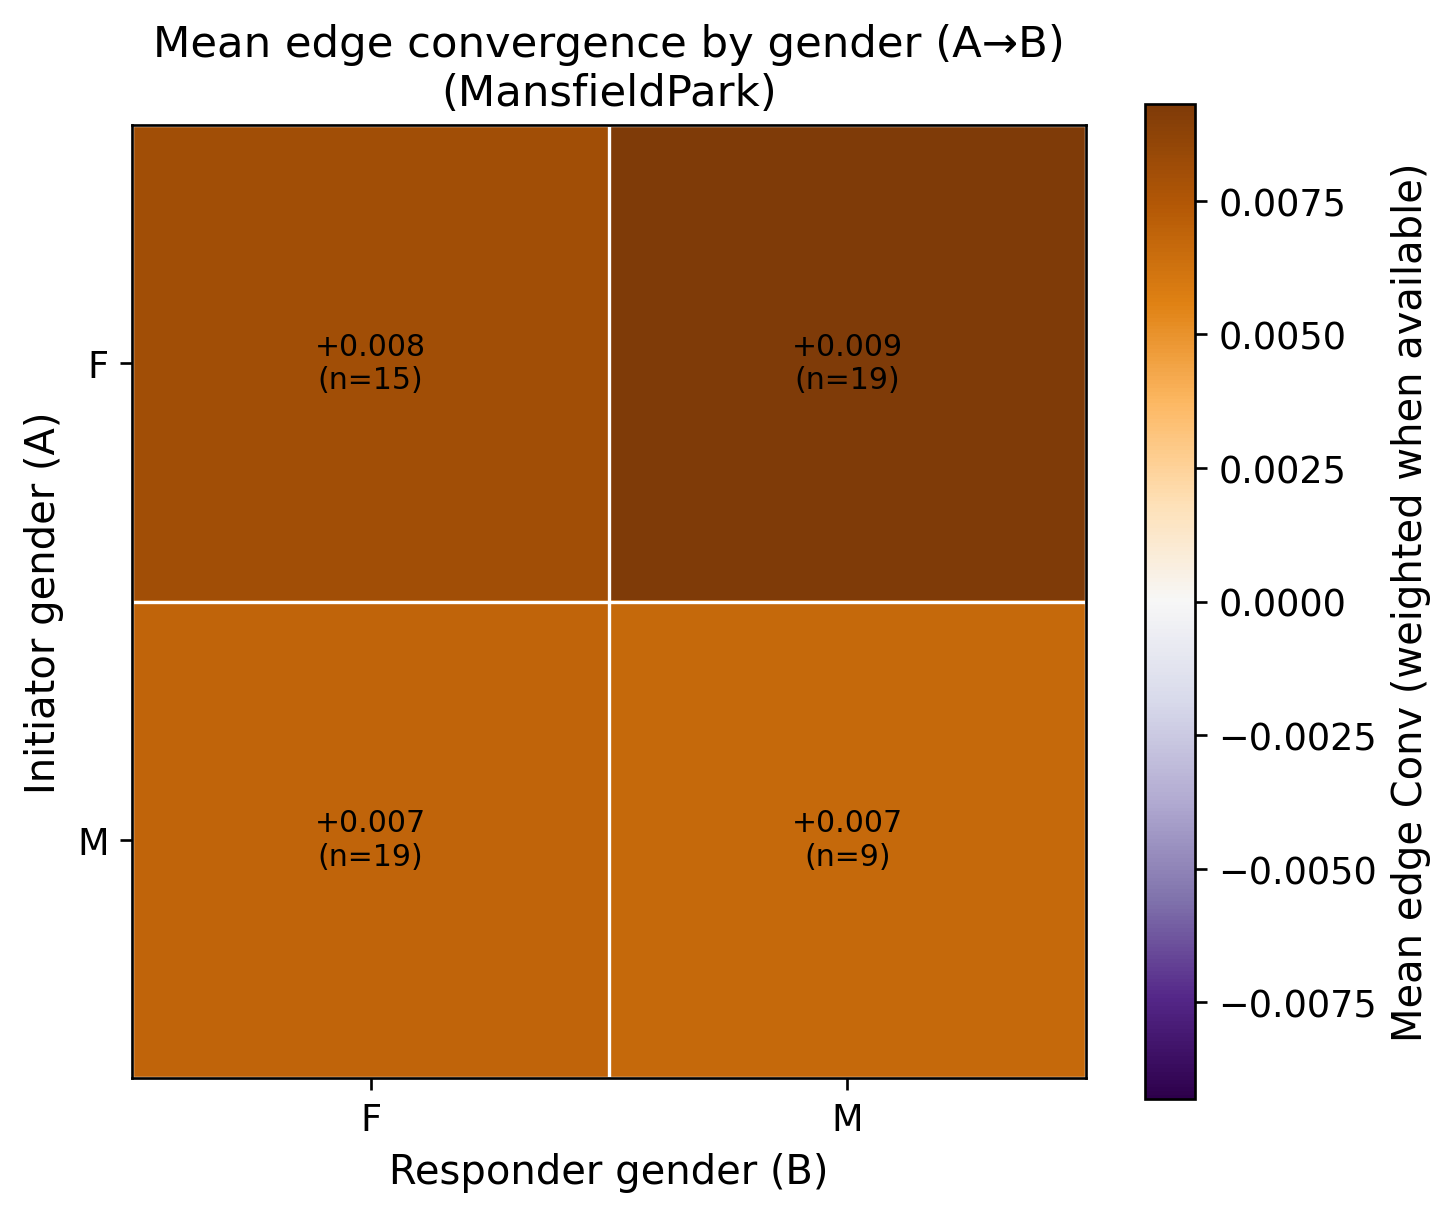 Mean edge convergence by gender (A→B)
(MansfieldPark)
Initiator gender (A)
F
M
+0.008
(n=15)
+0.009
(n=19)
+0.007
(n=19)
+0.007
(n=9)
F
M
Responder gender (B)
0.0075
0.0050
0.0025
0.0000
−0.0025
−0.0050
−0.0075
Mean edge Conv (weighted when available)